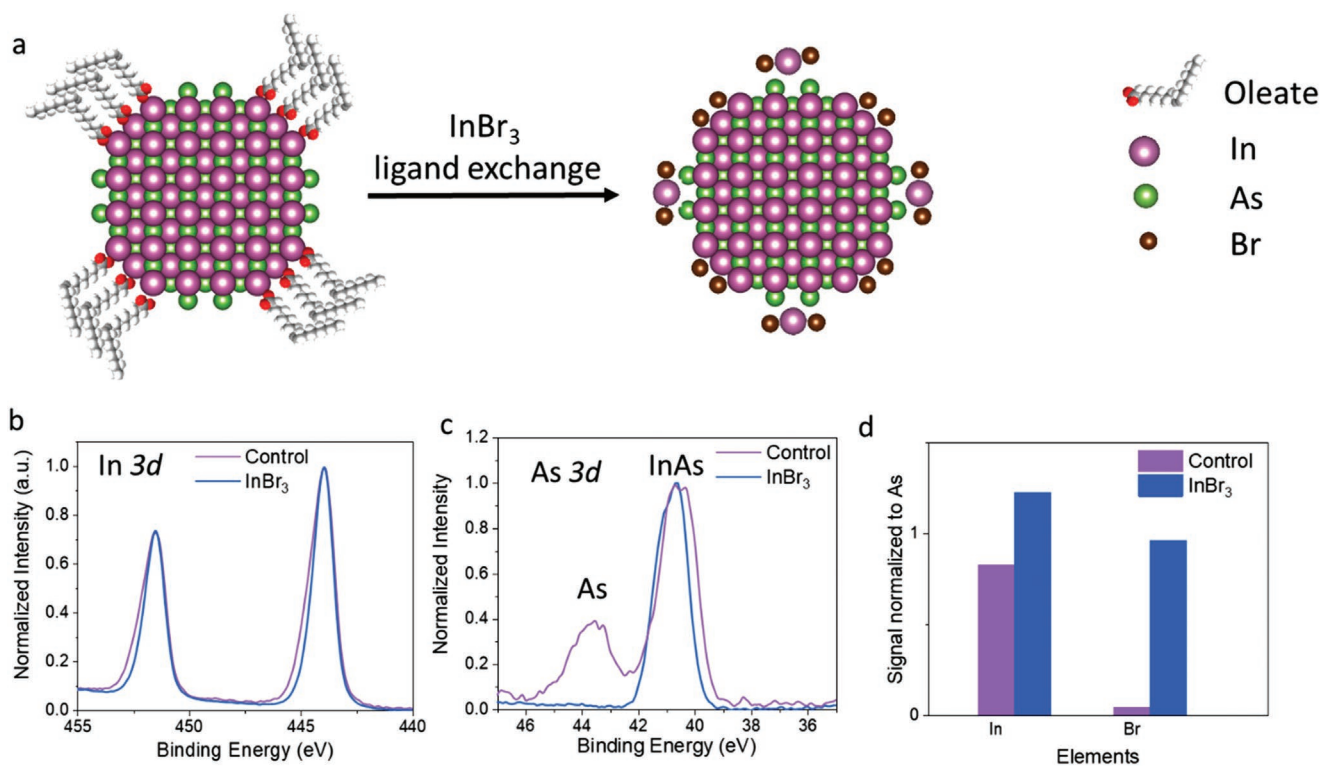 a
InBr₃
ligand exchange
Oleate
In
As
Br
b
In 3d
Control
InBr₃
Normalized Intensity (a.u.)
1.0
0.8
0.6
0.4
0.2
0.0
455
450
445
440
Binding Energy (eV)
c
As 3d
InAs
As
Control
InBr₃
Normalized Intensity
1.2
1.0
0.8
0.6
0.4
0.2
0.0
46
44
42
40
38
36
Binding Energy (eV)
d
Control
InBr₃
Signal normalized to As
1
0
In
Br
Elements